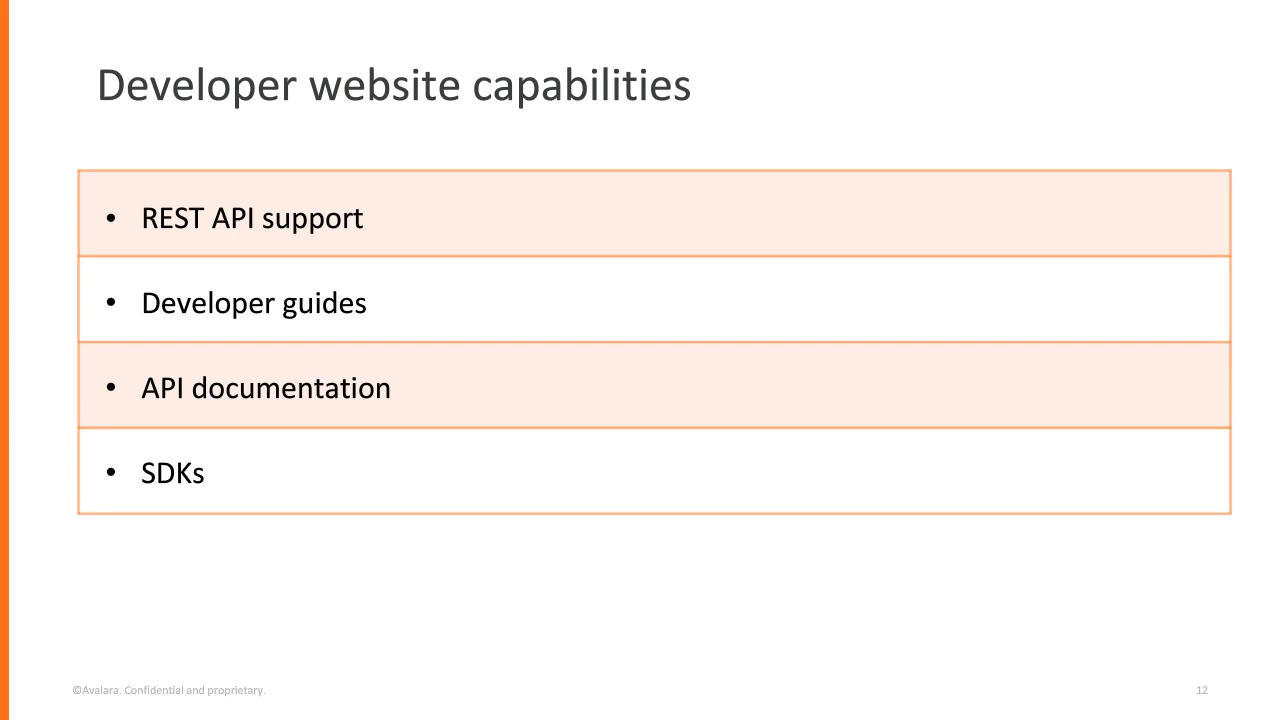 Developer website capabilities
• REST API support
• Developer guides
• API documentation
• SDKs
©Avalara. Confidential and proprietary.
12